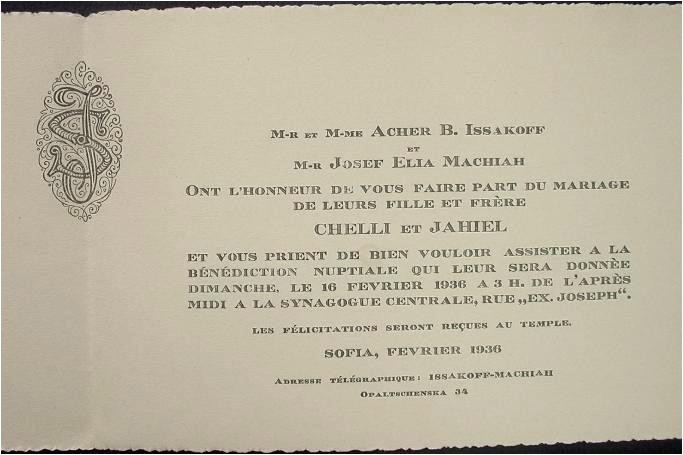 M-R ET M-ME ACHER B. ISSAKOFF
ET
M-R JOSEF ELIA MACHIAH
ONT L'HONNEUR DE VOUS FAIRE PART DU MARIAGE
DE LEURS FILLE ET FRÈRE
CHELLI ET JAHIEL
ET VOUS PRIENT DE BIEN VOULOIR ASSISTER A LA
BÉNÉDICTION NUPTIALE QUI LEUR SERA DONNÈE
DIMANCHE, LE 16 FEVRIER 1936 A 3 H. DE L'APRÈS
MIDI A LA SYNAGOGUE CENTRALE, RUE „EX. JOSEPH“.
LES FÉLICITATIONS SERONT REÇUES AU TEMPLE.
SOFIA, FEVRIER 1936
ADRESSE TÉLÉGRAPHIQUE: ISSAKOFF-MACHIAH
OPALTSCHENSKA 34